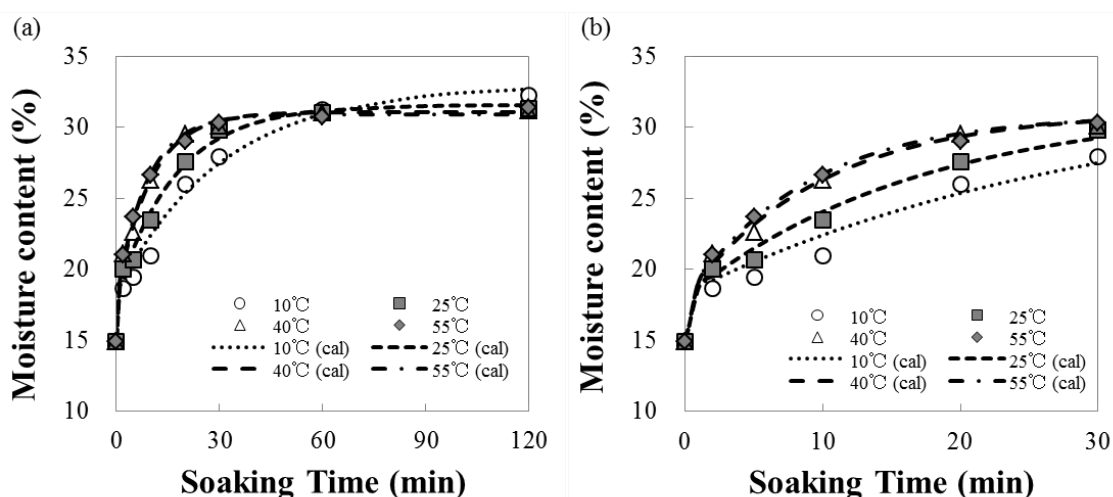 (a)
Moisture content (%)
35
30
25
20
15
10
10℃ 25℃
40℃ 55℃
10℃ (cal) 25℃ (cal)
40℃ (cal) 55℃ (cal)
0 30 60 90 120
Soaking Time (min)
(b)
Moisture content (%)
35
30
25
20
15
10
10℃ 25℃
40℃ 55℃
10℃ (cal) 25℃ (cal)
40℃ (cal) 55℃ (cal)
0 10 20 30
Soaking Time (min)